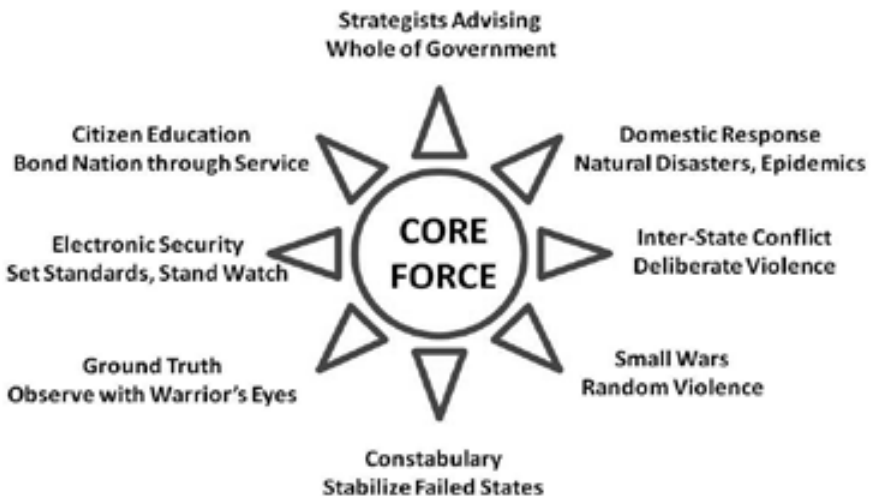 Strategists Advising
Whole of Government
Citizen Education
Bond Nation through Service
Domestic Response
Natural Disasters, Epidemics
Electronic Security
Set Standards, Stand Watch
CORE
FORCE
Inter-State Conflict
Deliberate Violence
Ground Truth
Observe with Warrior's Eyes
Small Wars
Random Violence
Constabulary
Stabilize Failed States